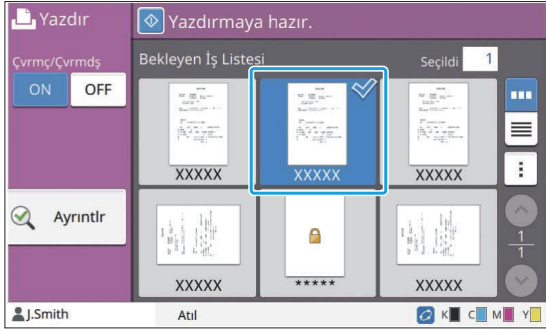 Yazdır
Yazdırmaya hazır.
Çvrmç/Çvrmdş
ON OFF
Bekleyen İş Listesi
Seçildi 1
XXXXX XXXXX XXXXX
Ayrıntlr
1
1
XXXXX ***** XXXXX
J.Smith
Atıl
K C M Y